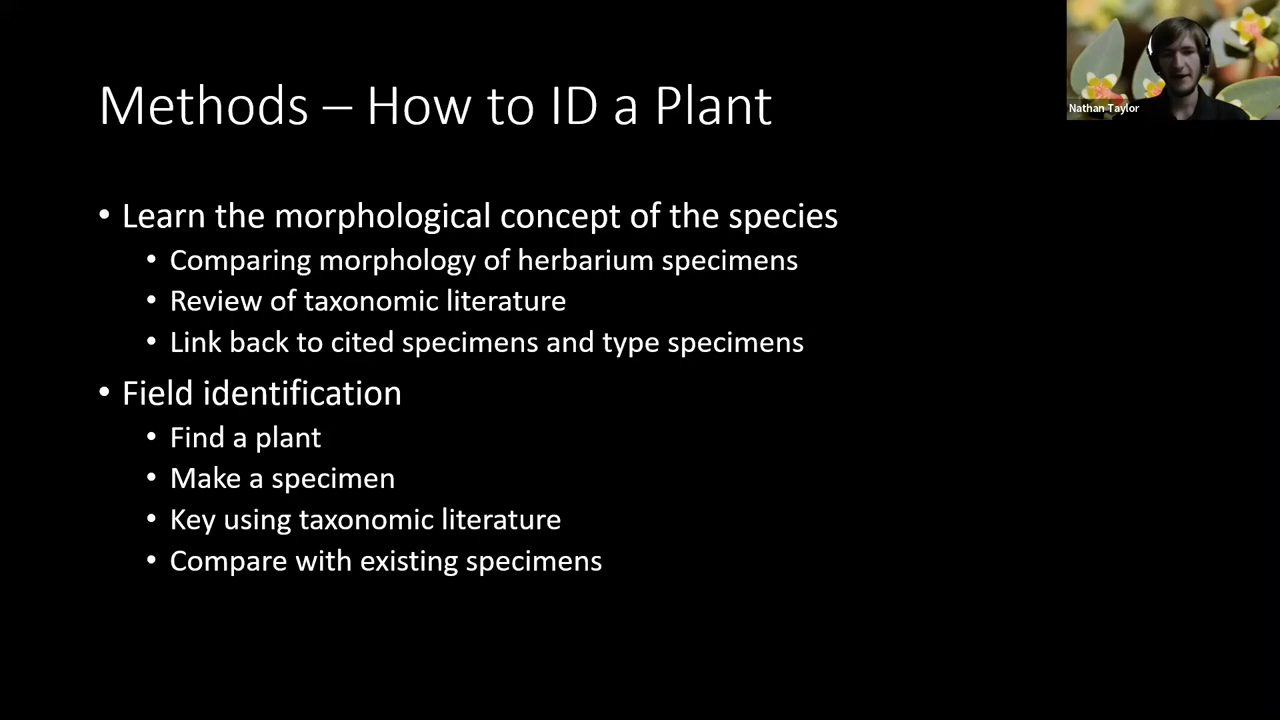 Methods – How to ID a Plant
Nathan Taylor
• Learn the morphological concept of the species
• Comparing morphology of herbarium specimens
• Review of taxonomic literature
• Link back to cited specimens and type specimens
• Field identification
• Find a plant
• Make a specimen
• Key using taxonomic literature
• Compare with existing specimens